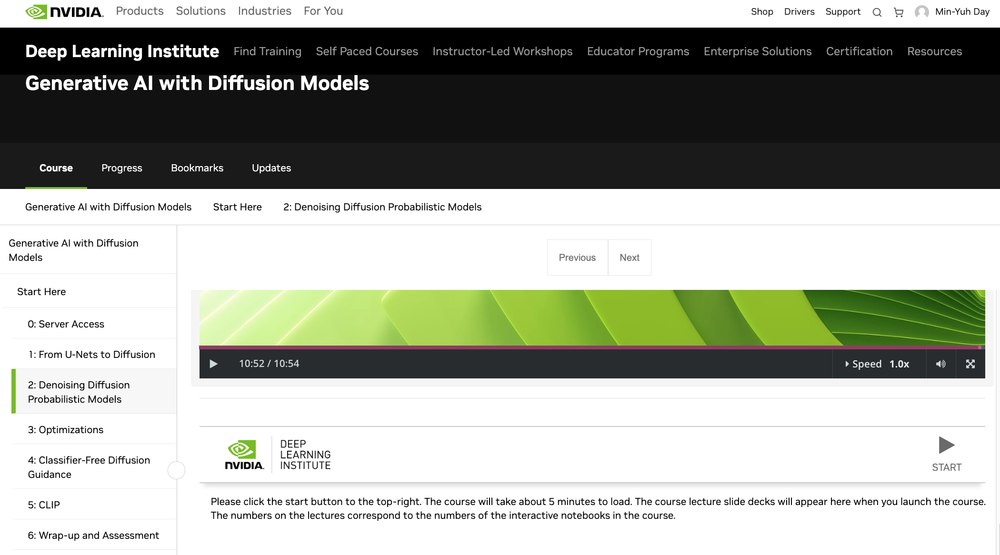 NVIDIA. Products Solutions Industries For You Shop Drivers Support Min-Yuh Day
Deep Learning Institute Find Training Self Paced Courses Instructor-Led Workshops Educator Programs Enterprise Solutions Certification Resources
Generative AI with Diffusion Models
Course Progress Bookmarks Updates
Generative AI with Diffusion Models Start Here 2: Denoising Diffusion Probabilistic Models
Generative AI with Diffusion
Models
Start Here
0: Server Access
1: From U-Nets to Diffusion
2: Denoising Diffusion
Probabilistic Models
3: Optimizations
4: Classifier-Free Diffusion
Guidance
5: CLIP
6: Wrap-up and Assessment
Previous Next
10:52 / 10:54 Speed 1.0x
NVIDIA.
DEEP
LEARNING
INSTITUTE
START
Please click the start button to the top-right. The course will take about 5 minutes to load. The course lecture slide decks will appear here when you launch the course.
The numbers on the lectures correspond to the numbers of the interactive notebooks in the course.